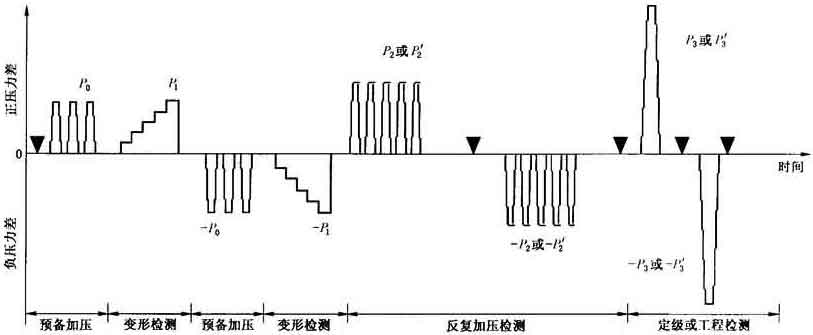 正压力差
负压力差
0
P₀
P₁
P₂或P₂′
P₃或P₃′
时间
-P₀
-P₁
-P₂或-P₂′
-P₃或-P₃′
预备加压
变形检测
预备加压
变形检测
反复加压检测
定级或工程检测